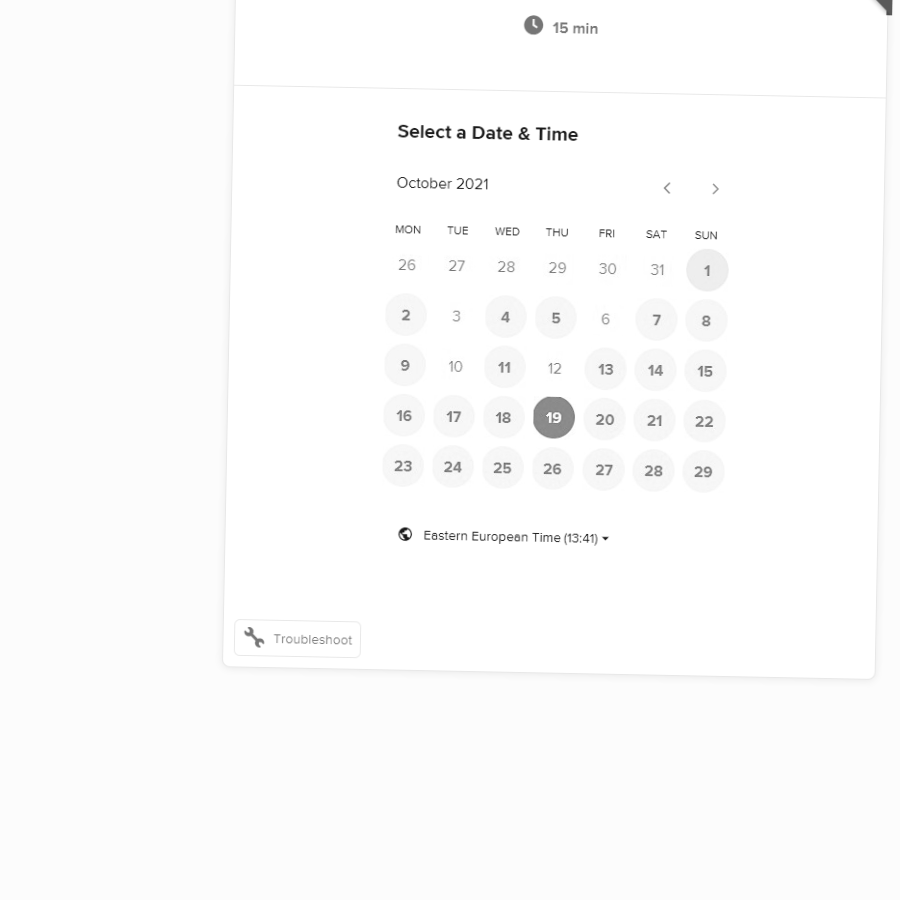 15 min
Select a Date & Time
October 2021
MON TUE WED THU FRI SAT SUN
26 27 28 29 30 31 1
2 3 4 5 6 7 8
9 10 11 12 13 14 15
16 17 18 19 20 21 22
23 24 25 26 27 28 29
Eastern European Time (13:41)
Troubleshoot